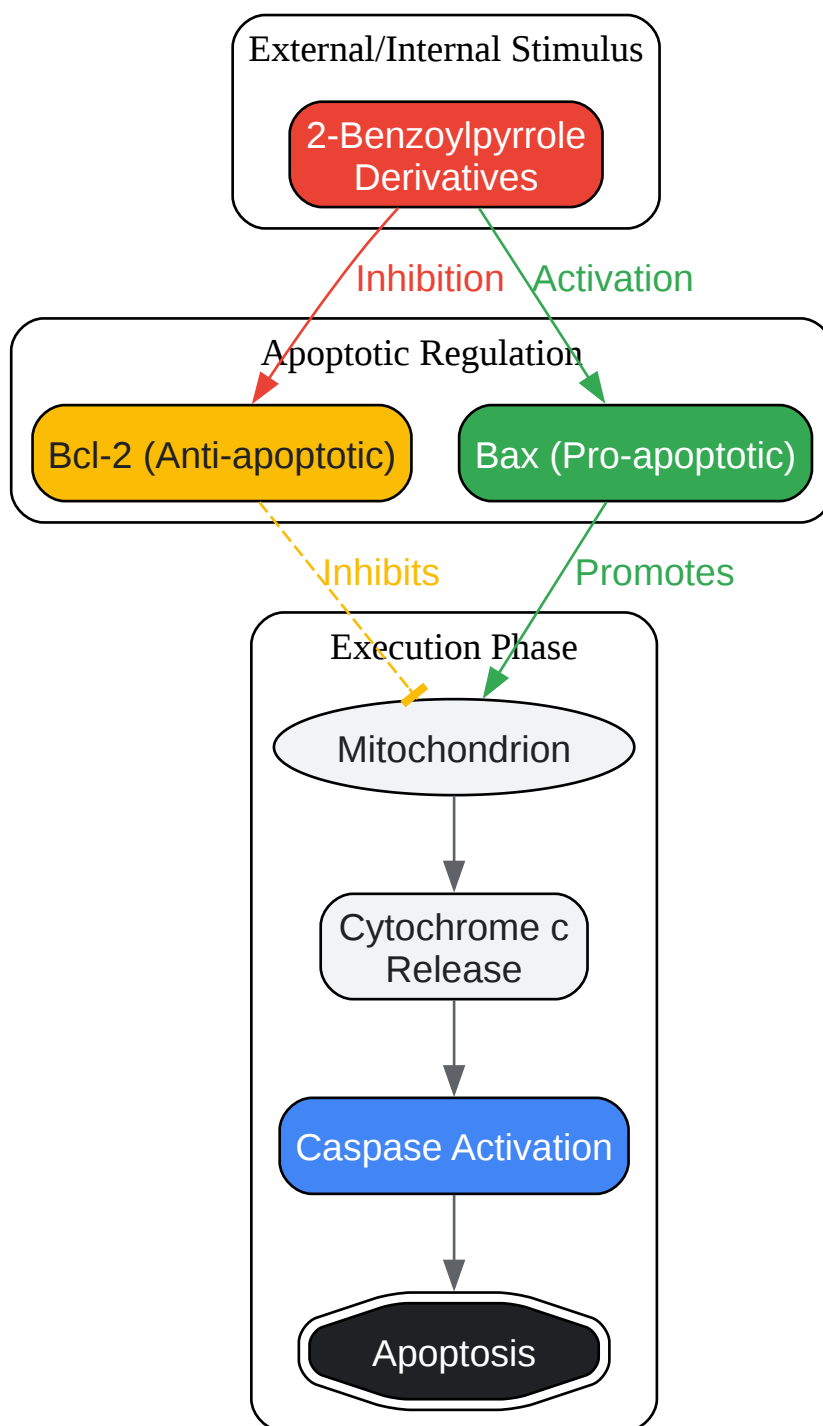 External/Internal Stimulus
2-Benzoylpyrrole
Derivatives
Inhibition
Activation
Apoptotic Regulation
Bcl-2 (Anti-apoptotic)
Bax (Pro-apoptotic)
Inhibits
Promotes
Execution Phase
Mitochondrion
Cytochrome c
Release
Caspase Activation
Apoptosis